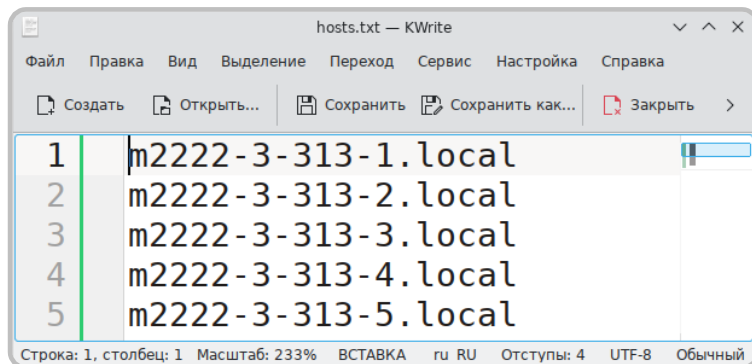 hosts.txt — KWrite
Файл Правка Вид Выделение Переход Сервис Настройка Справка
Создать Открыть... Сохранить Сохранить как... Закрыть >
1 m2222-3-313-1.local
2 m2222-3-313-2.local
3 m2222-3-313-3.local
4 m2222-3-313-4.local
5 m2222-3-313-5.local
Строка: 1, столбец: 1 Масштаб: 233% ВСТАВКА ru_RU Отступы: 4 UTF-8 Обычный